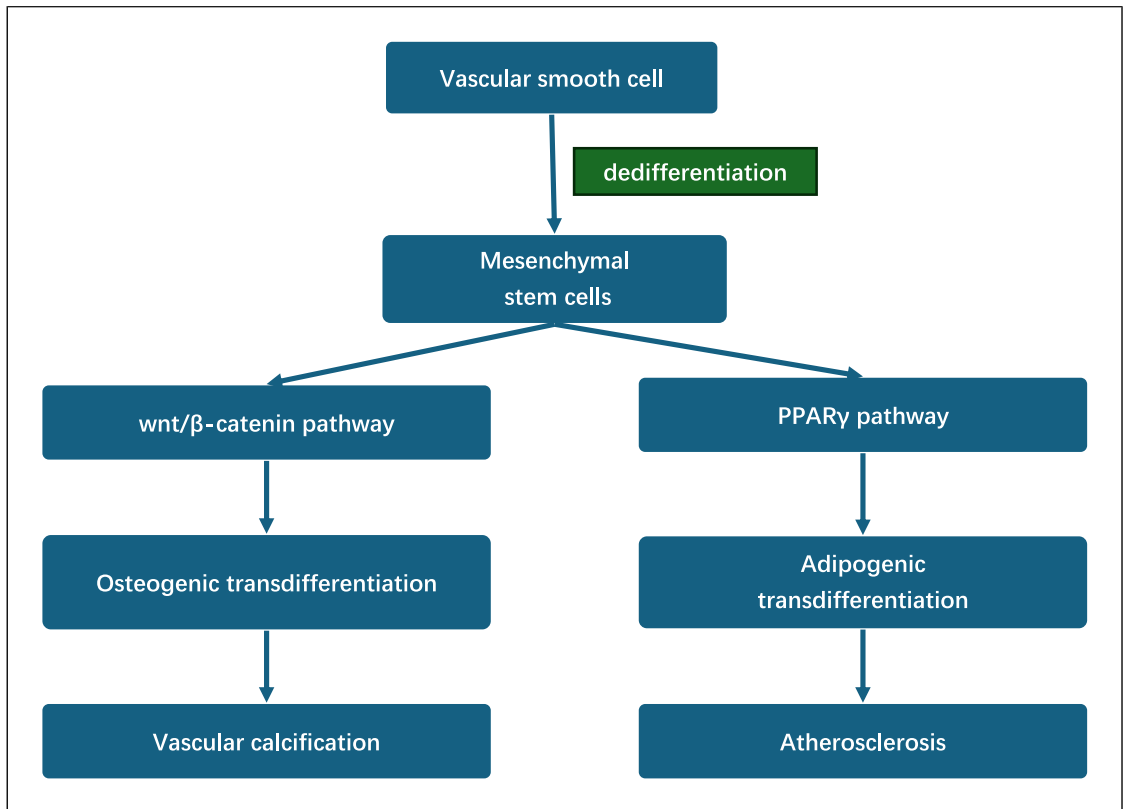 Vascular smooth cell
dedifferentiation
Mesenchymal
stem cells
wnt/β-catenin pathway
PPARγ pathway
Osteogenic transdifferentiation
Adipogenic
transdifferentiation
Vascular calcification
Atherosclerosis